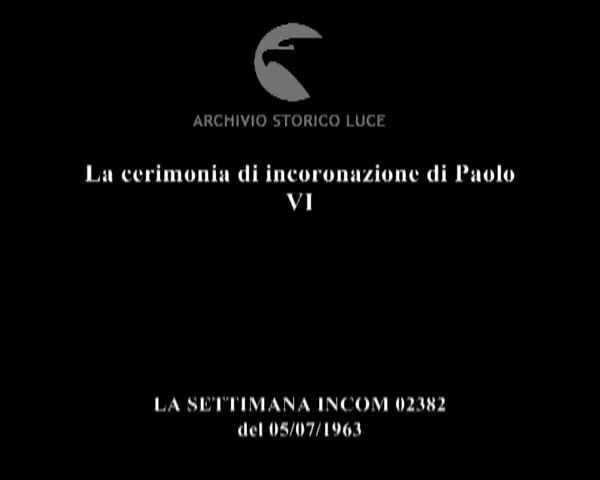 ARCHIVIO STORICO LUCE
La cerimonia di incoronazione di Paolo
VI
LA SETTIMANA INCOM 02382
del 05/07/1963